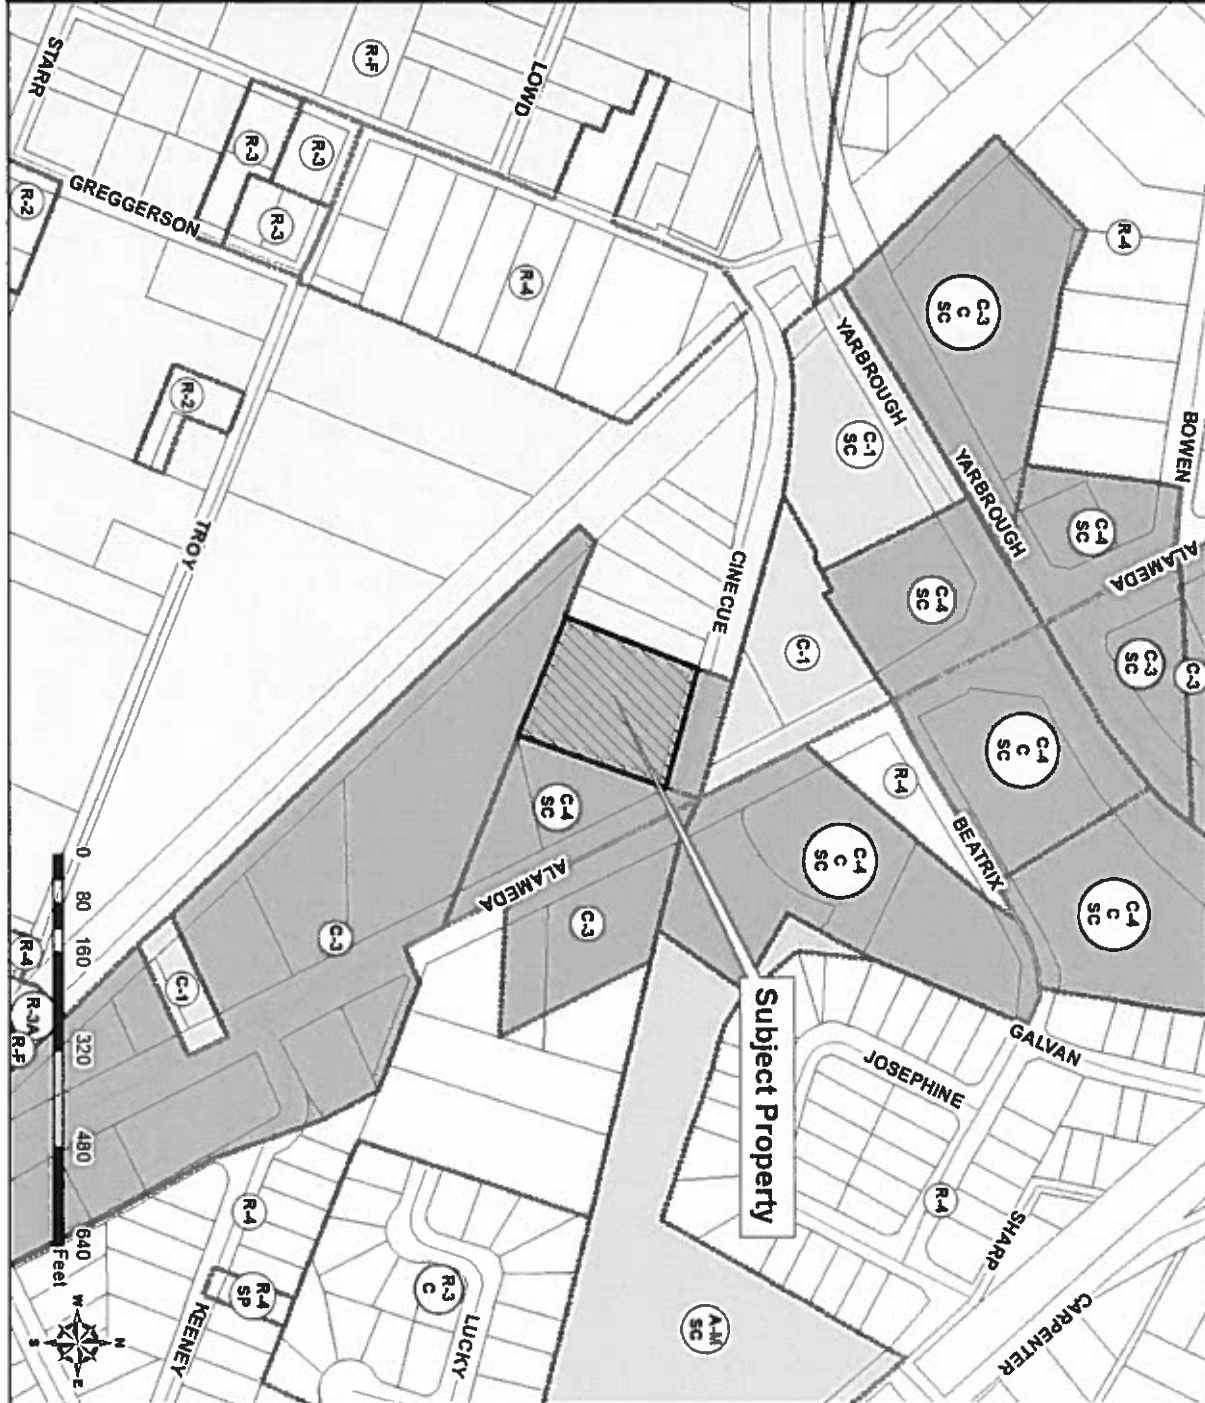 STARR
R-F
LOWD
R-3
R-3
R-3
R-2
GREGGERSON
R-4
R-2
TROY
CINECUE
YARBROUGH
YARBROUGH
C-3
C
SC
R-4
BOWEN
C-1
SC
C-4
SC
ALAMEDA
C-4
SC
C-3
SC
C-3
C-1
C-4
C
SC
R-4
BEATRIX
C-4
C
SC
C-4
C
SC
C-4
SC
ALAMEDA
C-3
C-3
C-1
Subject Property
GALVAN
JOSEPHINE
R-4
SHARP
CARPENTER
A-M
SC
R-3
C
LUCKY
R-4
R-4
SP
KEENEY
R-4
R-3A
R-F
0 80 160 320 480 640
Feet
N
W
E
S